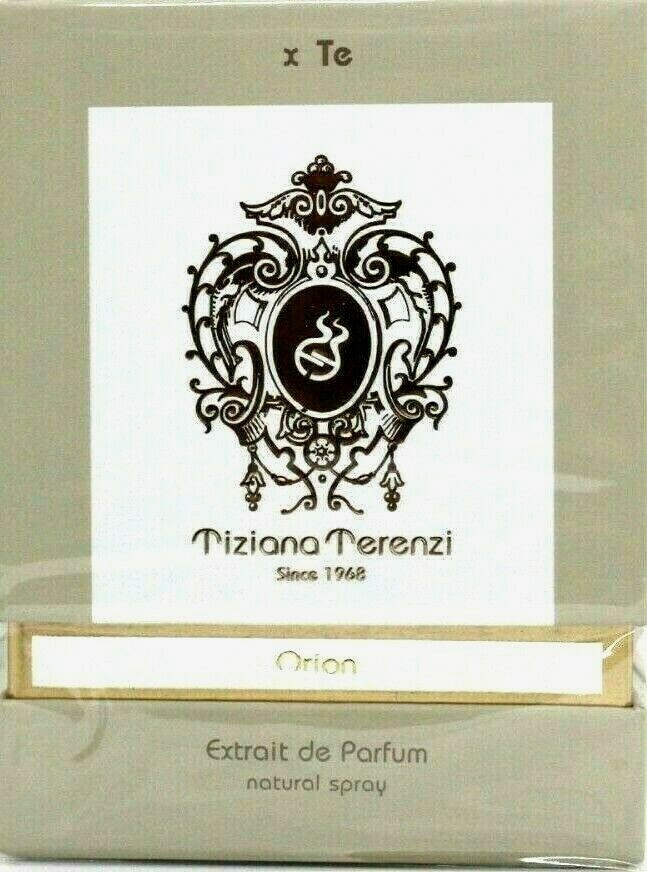 x Te
Tiziana Terenzi
Since 1968
Orion
Extrait de Parfum
natural spray